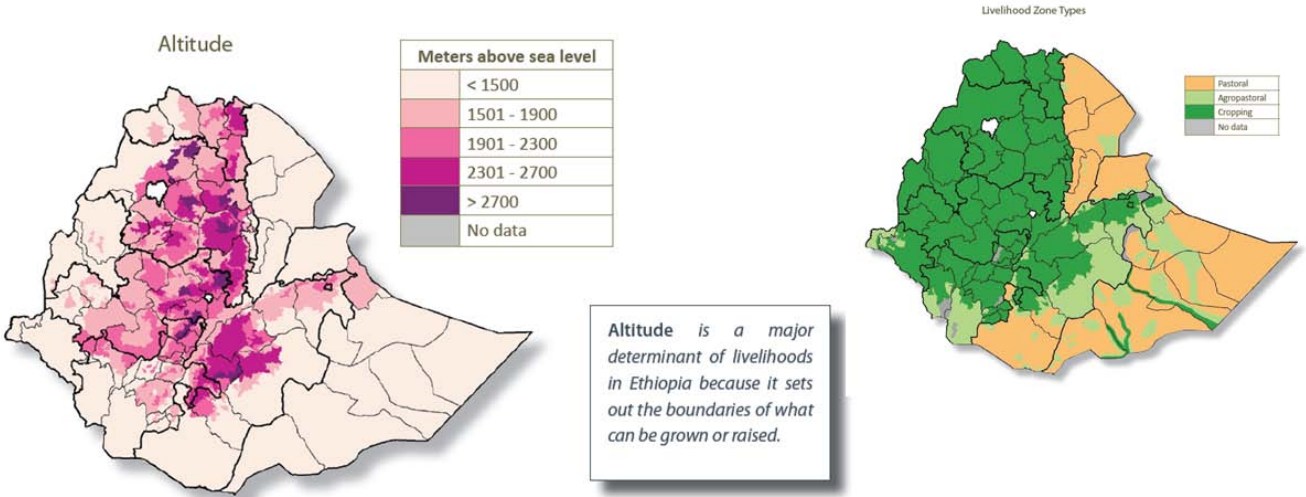 Altitude
Meters above sea level
< 1500
1501 - 1900
1901 - 2300
2301 - 2700
> 2700
No data
Altitude is a major
determinant of livelihoods
in Ethiopia because it sets
out the boundaries of what
can be grown or raised.
Livelihood Zone Types
Pastoral
Agropastoral
Cropping
No data